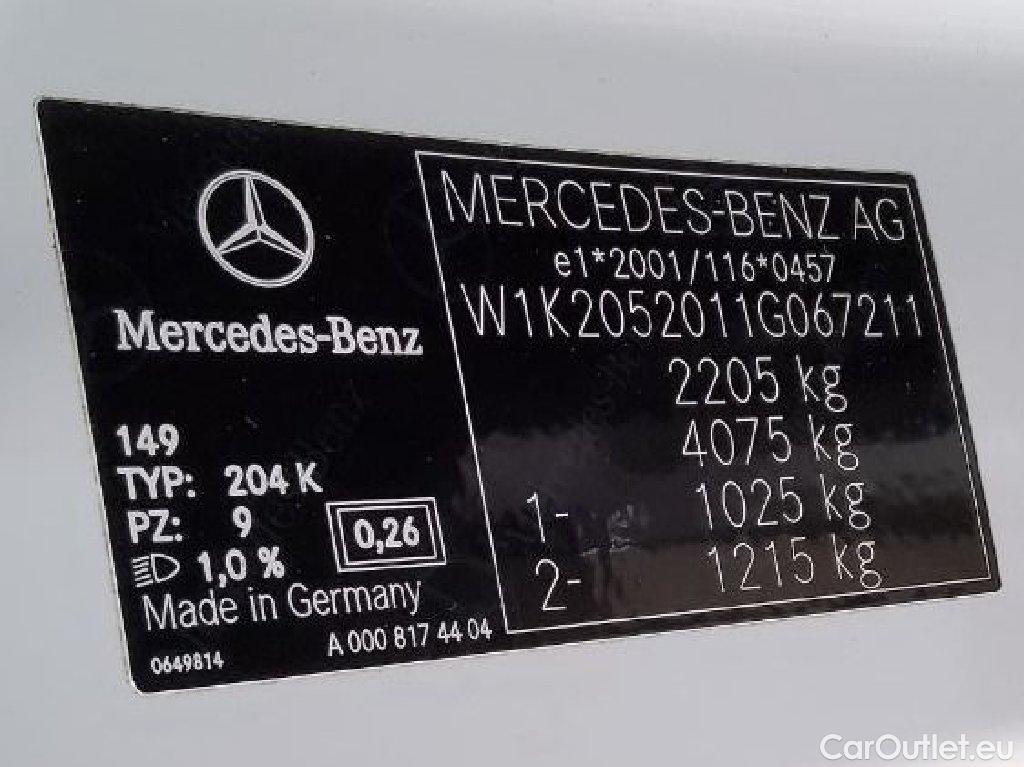 Mercedes-Benz
149
TYP: 204 K
PZ: 9
1,0 %
0,26
Made in Germany
A 000 817 44 04
0649814
MERCEDES-BENZ AG
e1*2001/116*0457
W1K2052011G067211
2205 kg
4075 kg
1- 1025 kg
2- 1215 kg
CarOutlet.eu